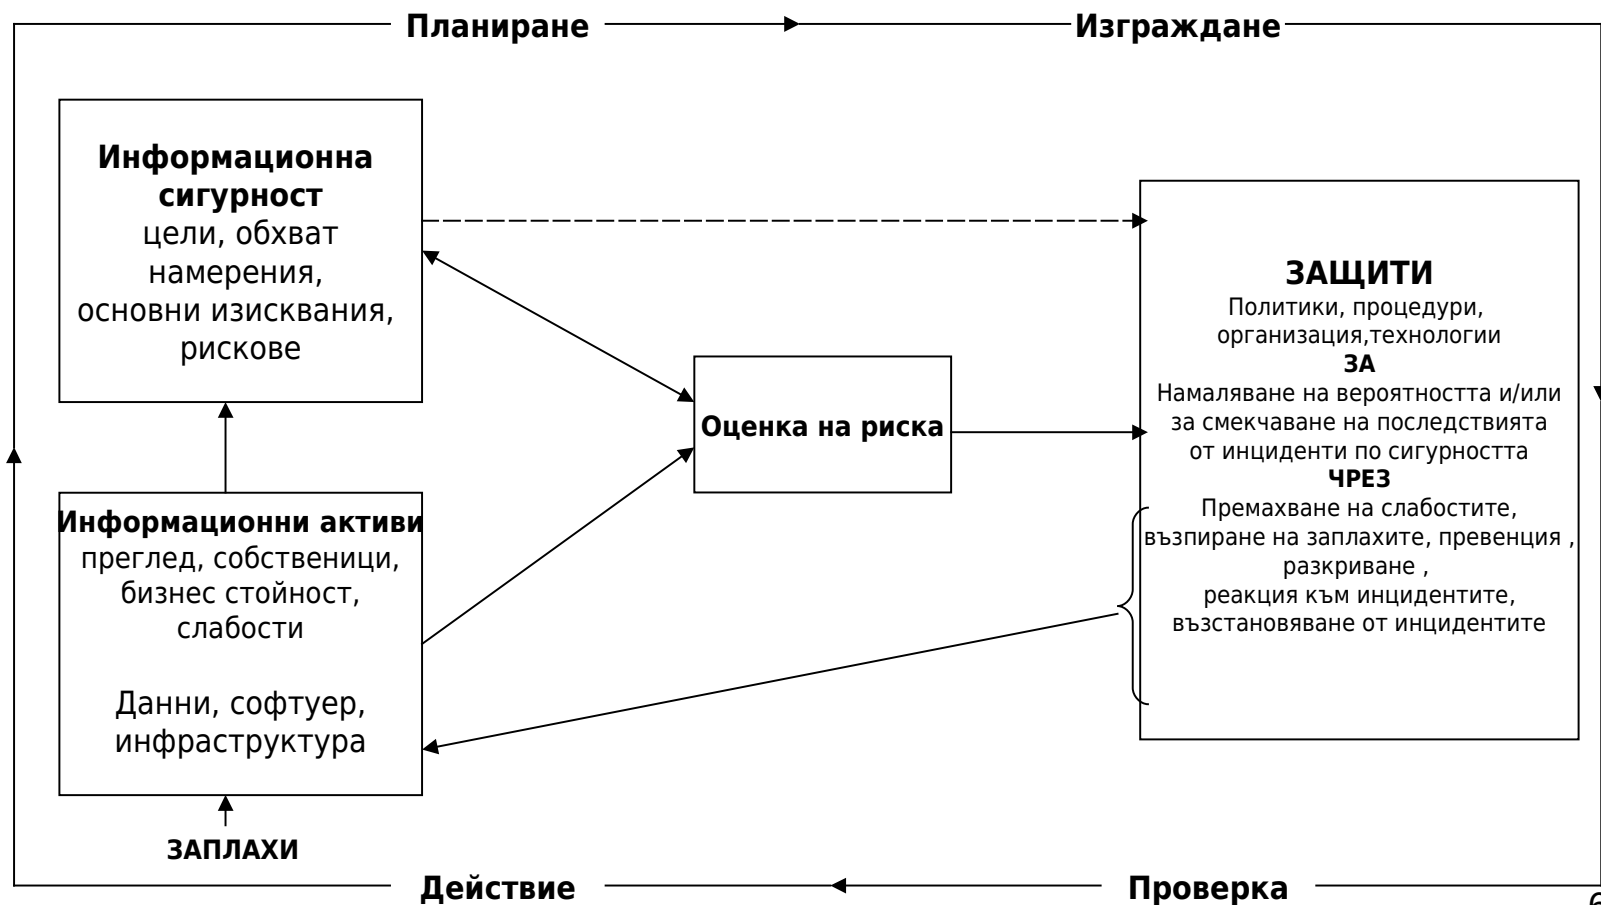 Планиране
Изграждане
Информационна
сигурност
цели, обхват
намерения,
основни изисквания,
рискове
ЗАЩИТИ
Политики, процедури,
организация,технологии
ЗА
Намаляване на вероятността и/или
за смекчаване на последствията
от инциденти по сигурността
ЧРЕЗ
Премахване на слабостите,
възпиране на заплахите, превенция ,
разкриване ,
реакция към инцидентите,
възстановяване от инцидентите
Оценка на риска
Информационни активи
преглед, собственици,
бизнес стойност,
слабости
Данни, софтуер,
инфраструктура
ЗАПЛАХИ
Действие
Проверка